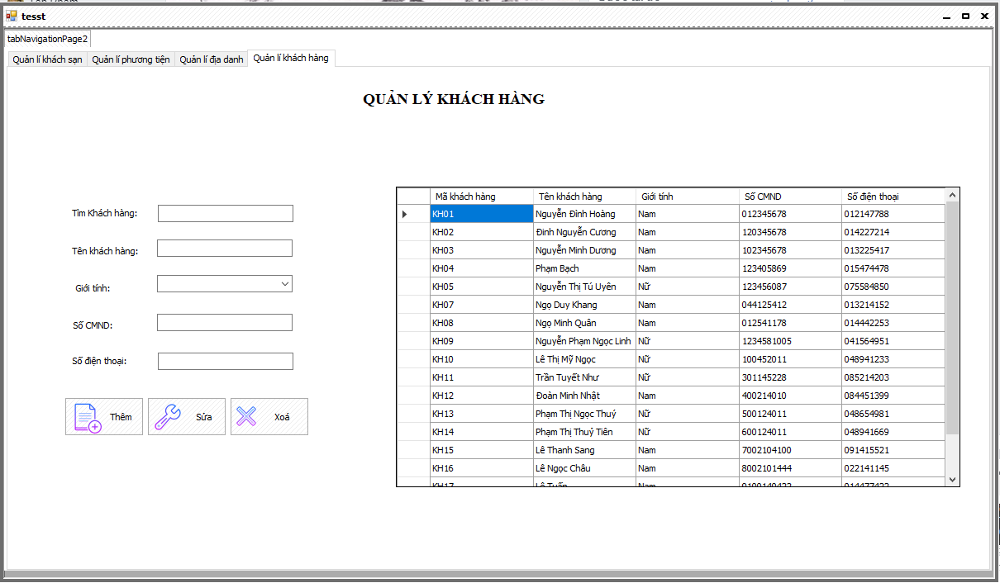 tesst
tabNavigationPage2
Quản lí khách sạn Quản lí phương tiện Quản lí địa danh Quản lí khách hàng
QUẢN LÝ KHÁCH HÀNG
Tìm Khách hàng:
Tên khách hàng:
Giới tính:
Số CMND:
Số điện thoại:
Thêm Sửa Xoá
Mã khách hàng Tên khách hàng Giới tính Số CMND Số điện thoại
KH01 Nguyễn Đình Hoàng Nam 012345678 012147788
KH02 Đinh Nguyễn Cương Nam 120345678 014227214
KH03 Nguyễn Minh Dương Nam 102345678 013225417
KH04 Phạm Bạch Nam 123405869 015474478
KH05 Nguyễn Thị Tú Uyên Nữ 123456087 075584850
KH07 Ngọ Duy Khang Nam 044125412 013214152
KH08 Ngọ Minh Quân Nam 012541178 014442253
KH09 Nguyễn Phạm Ngọc Linh Nữ 1234581005 041564951
KH10 Lê Thị Mỹ Ngọc Nữ 100452011 048941233
KH11 Trần Tuyết Như Nữ 301145228 085214203
KH12 Đoàn Minh Nhật Nam 400214010 084451399
KH13 Phạm Thị Ngọc Thuý Nữ 500124011 048654981
KH14 Phạm Thị Thuỷ Tiên Nữ 600124011 048941669
KH15 Lê Thanh Sang Nam 7002104100 091415521
KH16 Lê Ngọc Châu Nam 8002101444 022141145
KH17 Lê Tuấn Nam